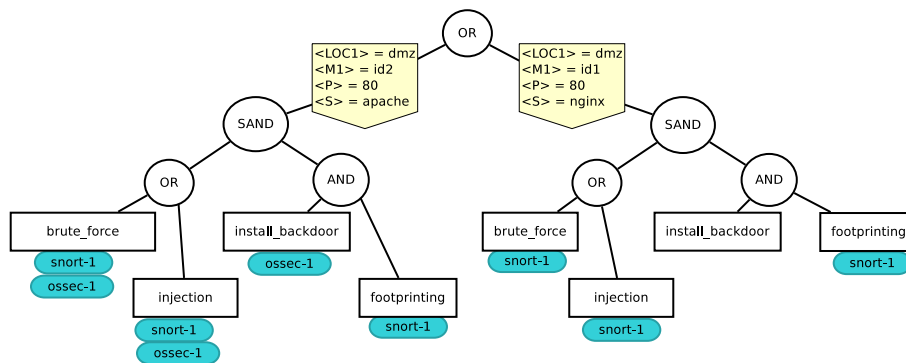 OR
<LOC1> = dmz
<M1> = id2
<P> = 80
<S> = apache
<LOC1> = dmz
<M1> = id1
<P> = 80
<S> = nginx
SAND
SAND
OR
AND
OR
AND
brute_force
install_backdoor
brute_force
install_backdoor
footprinting
snort-1
ossec-1
ossec-1
snort-1
snort-1
injection
footprinting
injection
snort-1
ossec-1
snort-1
snort-1